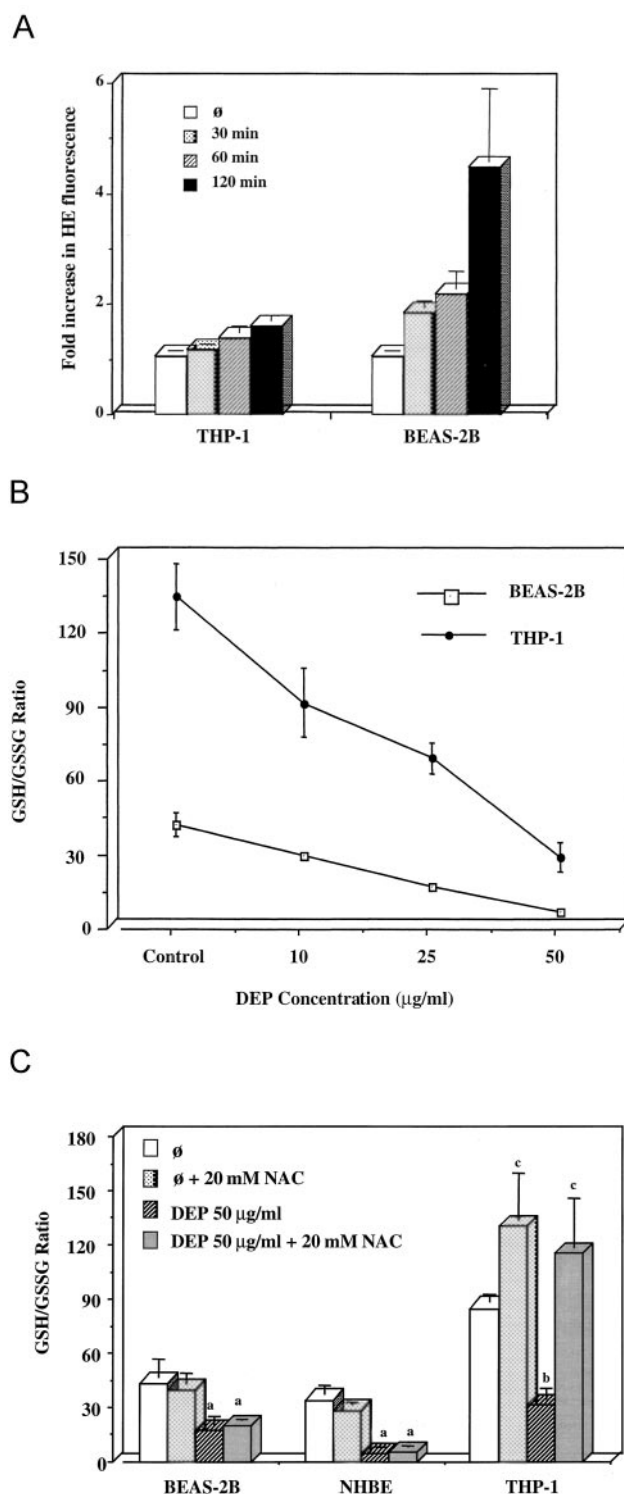 A
Fold increase in HE fluorescence
6
4
2
0
ø
30 min
60 min
120 min
THP-1
BEAS-2B
B
GSH/GSSG Ratio
150
120
90
60
30
0
BEAS-2B
THP-1
Control
10
25
50
DEP Concentration (μg/ml)
C
GSH/GSSG Ratio
180
150
120
90
60
30
0
ø
ø + 20 mM NAC
DEP 50 μg/ml
DEP 50 μg/ml + 20 mM NAC
a
a
a
a
c
b
c
BEAS-2B
NHBE
THP-1